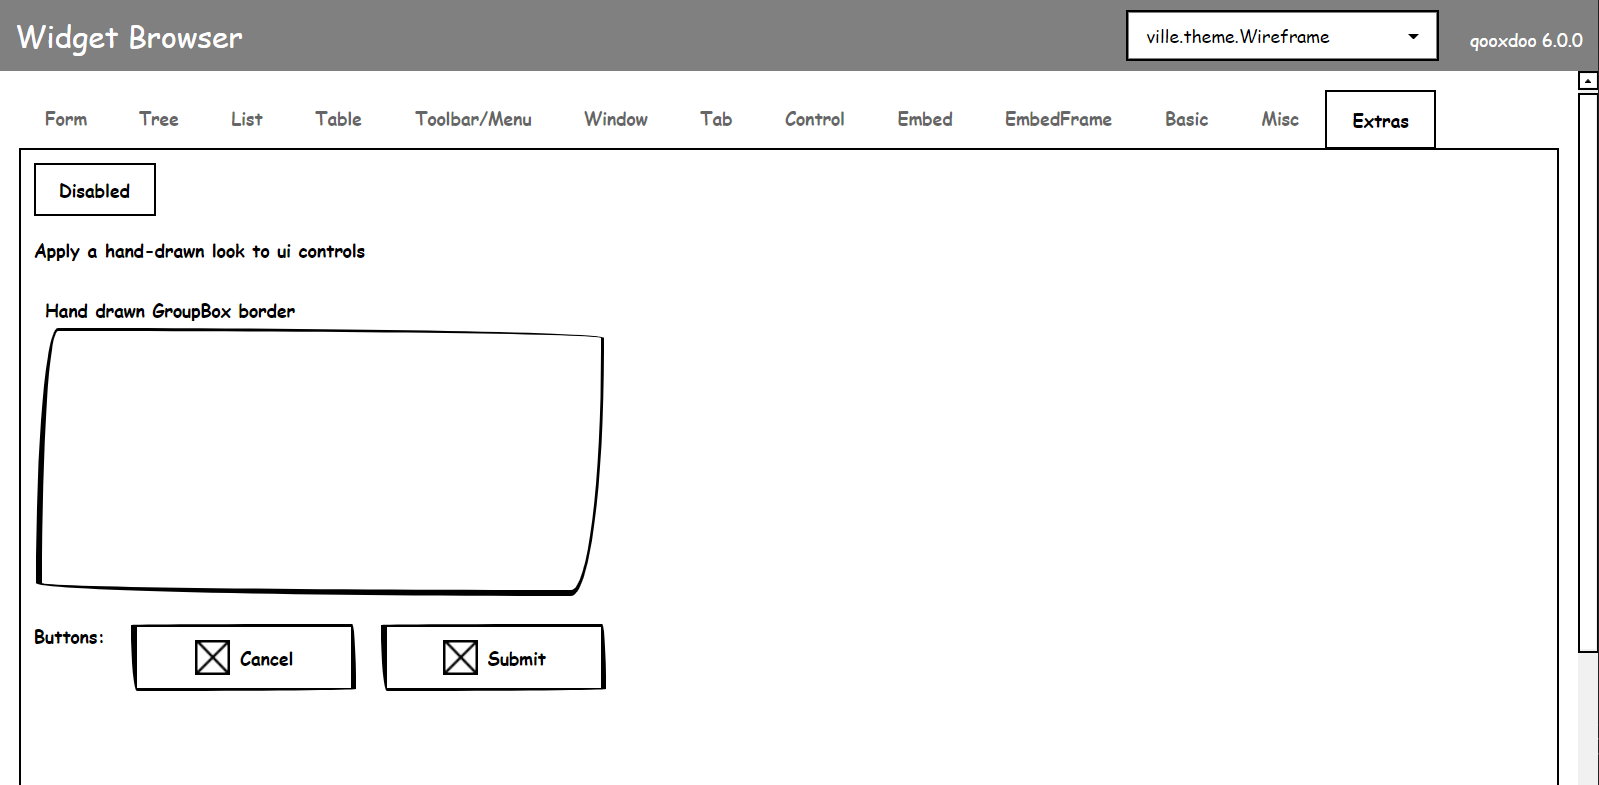 Widget Browser
ville.theme.Wireframe
qooxdoo 6.0.0
Form Tree List Table Toolbar/Menu Window Tab Control Embed EmbedFrame Basic Misc Extras
Disabled
Apply a hand-drawn look to ui controls
Hand drawn GroupBox border
Buttons:
Cancel
Submit